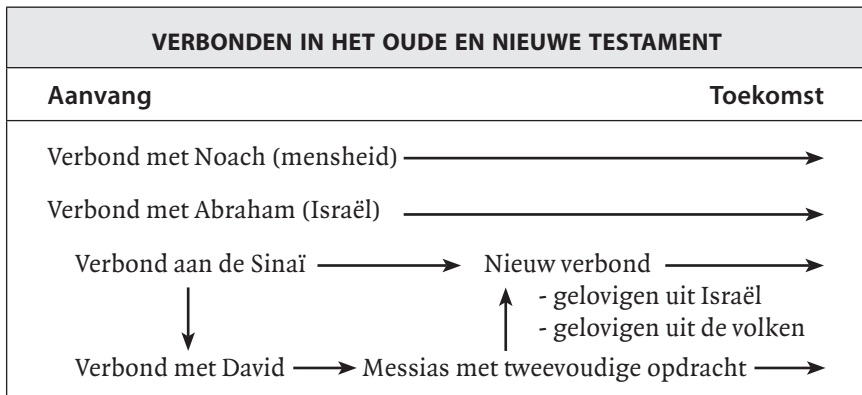 VERBONDEN IN HET OUDE EN NIEUWE TESTAMENT
Aanvang Toekomst
Verbond met Noach (mensheid)
Verbond met Abraham (Israël)
Verbond aan de Sinaï Nieuw verbond
- gelovigen uit Israël
- gelovigen uit de volken
Verbond met David Messias met tweevoudige opdracht